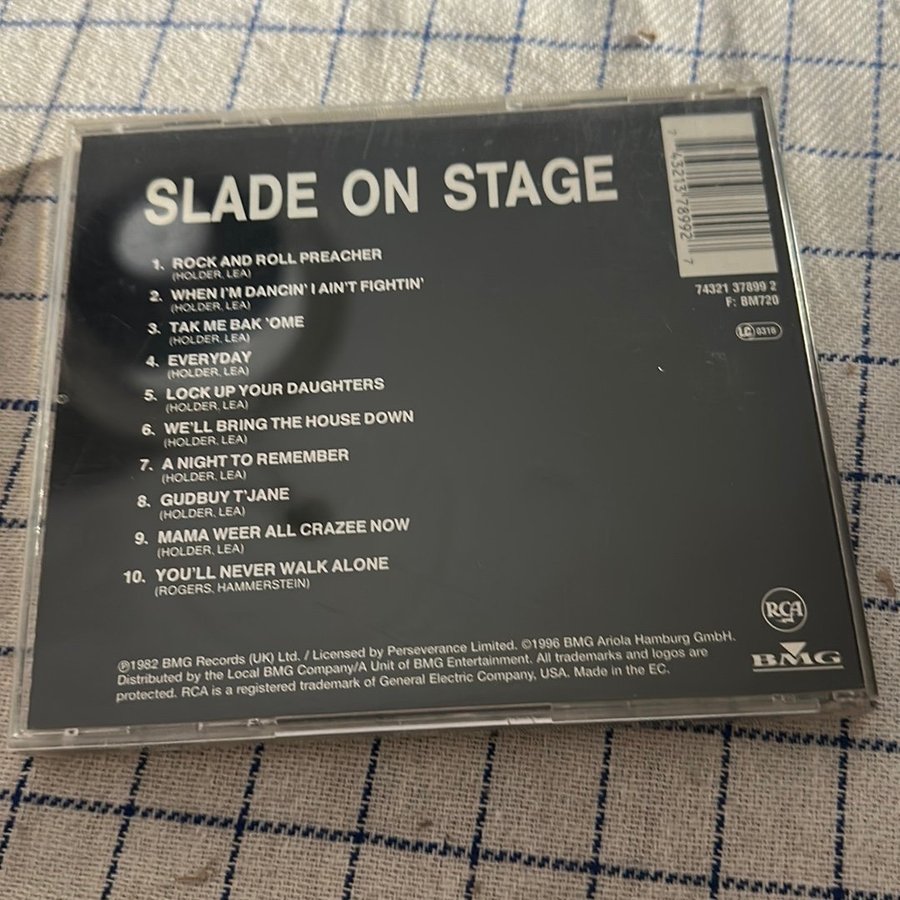 SLADE ON STAGE
1. ROCK AND ROLL PREACHER
(HOLDER, LEA)
2. WHEN I'M DANCIN' I AIN'T FIGHTIN'
(HOLDER, LEA)
3. TAK ME BAK 'OME
(HOLDER, LEA)
4. EVERYDAY
(HOLDER, LEA)
5. LOCK UP YOUR DAUGHTERS
(HOLDER, LEA)
6. WE'LL BRING THE HOUSE DOWN
(HOLDER, LEA)
7. A NIGHT TO REMEMBER
(HOLDER, LEA)
8. GUDBUY T'JANE
(HOLDER, LEA)
9. MAMA WEER ALL CRAZEE NOW
(HOLDER, LEA)
10. YOU'LL NEVER WALK ALONE
(ROGERS, HAMMERSTEIN)
7 43213 78992 7
74321 37899 2
F: BM720
LC 0316
RCA
BMG
℗1982 BMG Records (UK) Ltd. / Licensed by Perseverance Limited. ©1996 BMG Ariola Hamburg GmbH.
Distributed by the Local BMG Company/A Unit of BMG Entertainment. All trademarks and logos are
protected. RCA is a registered trademark of General Electric Company, USA. Made in the EC.